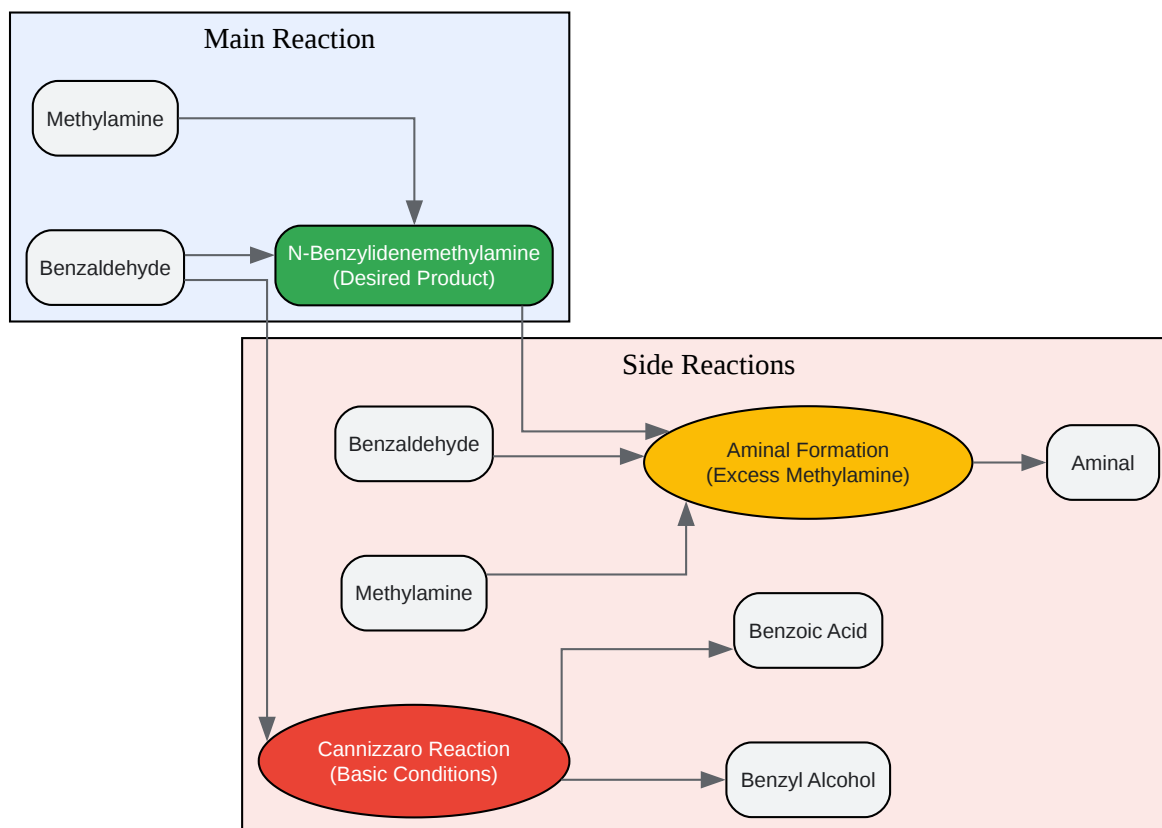 Main Reaction
Methylamine
Benzaldehyde
N-Benzylidenemethylamine
(Desired Product)
Side Reactions
Benzaldehyde
Aminal Formation
(Excess Methylamine)
Aminal
Methylamine
Benzoic Acid
Cannizzaro Reaction
(Basic Conditions)
Benzyl Alcohol